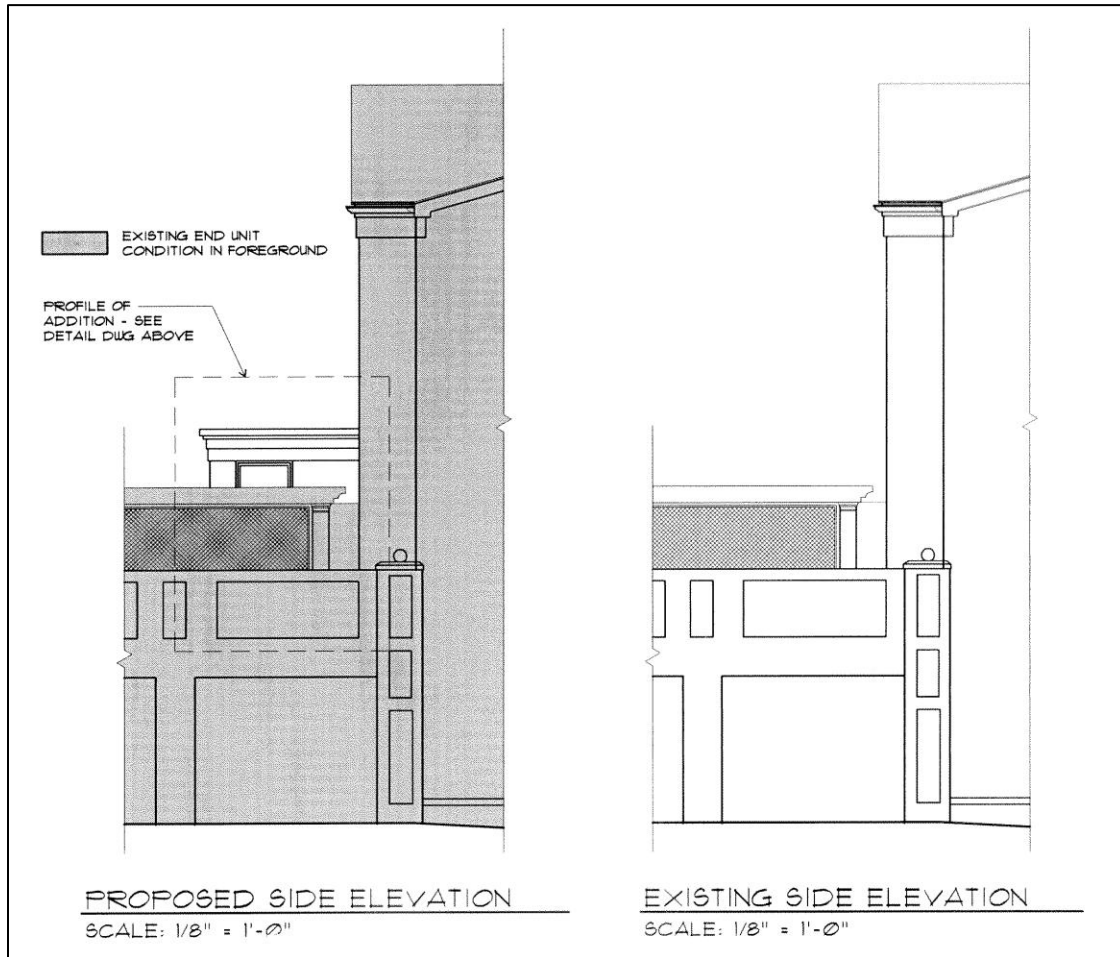 EXISTING END UNIT
CONDITION IN FOREGROUND
PROFILE OF
ADDITION - SEE
DETAIL DWG ABOVE
PROPOSED SIDE ELEVATION
SCALE: 1/8" = 1'-0"
EXISTING SIDE ELEVATION
SCALE: 1/8" = 1'-0"